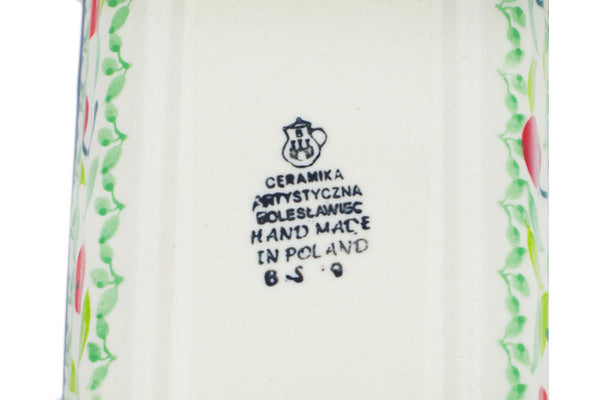 B
CERAMIKA
ARTYSTYCZNA
BOLESŁAWIEC
HAND MADE
IN POLAND